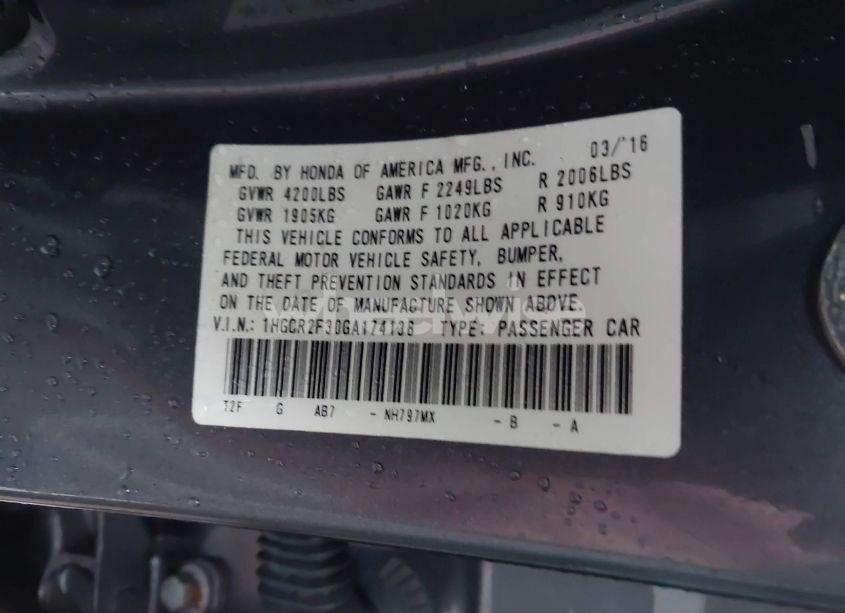 MFD. BY HONDA OF AMERICA MFG., INC. 03/'16
GVWR 4200LBS GAWR F 2249LBS R 2006LBS
GVWR 1905KG GAWR F 1020KG R 910KG
THIS VEHICLE CONFORMS TO ALL APPLICABLE
FEDERAL MOTOR VEHICLE SAFETY, BUMPER,
AND THEFT PREVENTION STANDARDS IN EFFECT
ON THE DATE OF MANUFACTURE SHOWN ABOVE.
V.I.N.: 1HGCR2F30GA174136 TYPE: PASSENGER CAR
T2F G AB7 - NH797MX - B - A